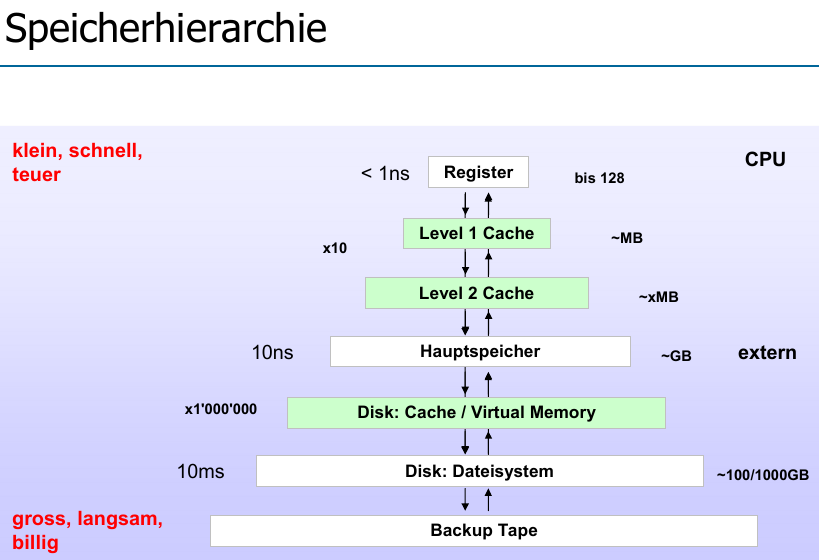 Speicherhierarchie
klein, schnell,
teuer
CPU
< 1ns
Register
bis 128
Level 1 Cache
~MB
x10
Level 2 Cache
~xMB
10ns
Hauptspeicher
~GB
extern
x1'000'000
Disk: Cache / Virtual Memory
10ms
Disk: Dateisystem
~100/1000GB
gross, langsam,
billig
Backup Tape